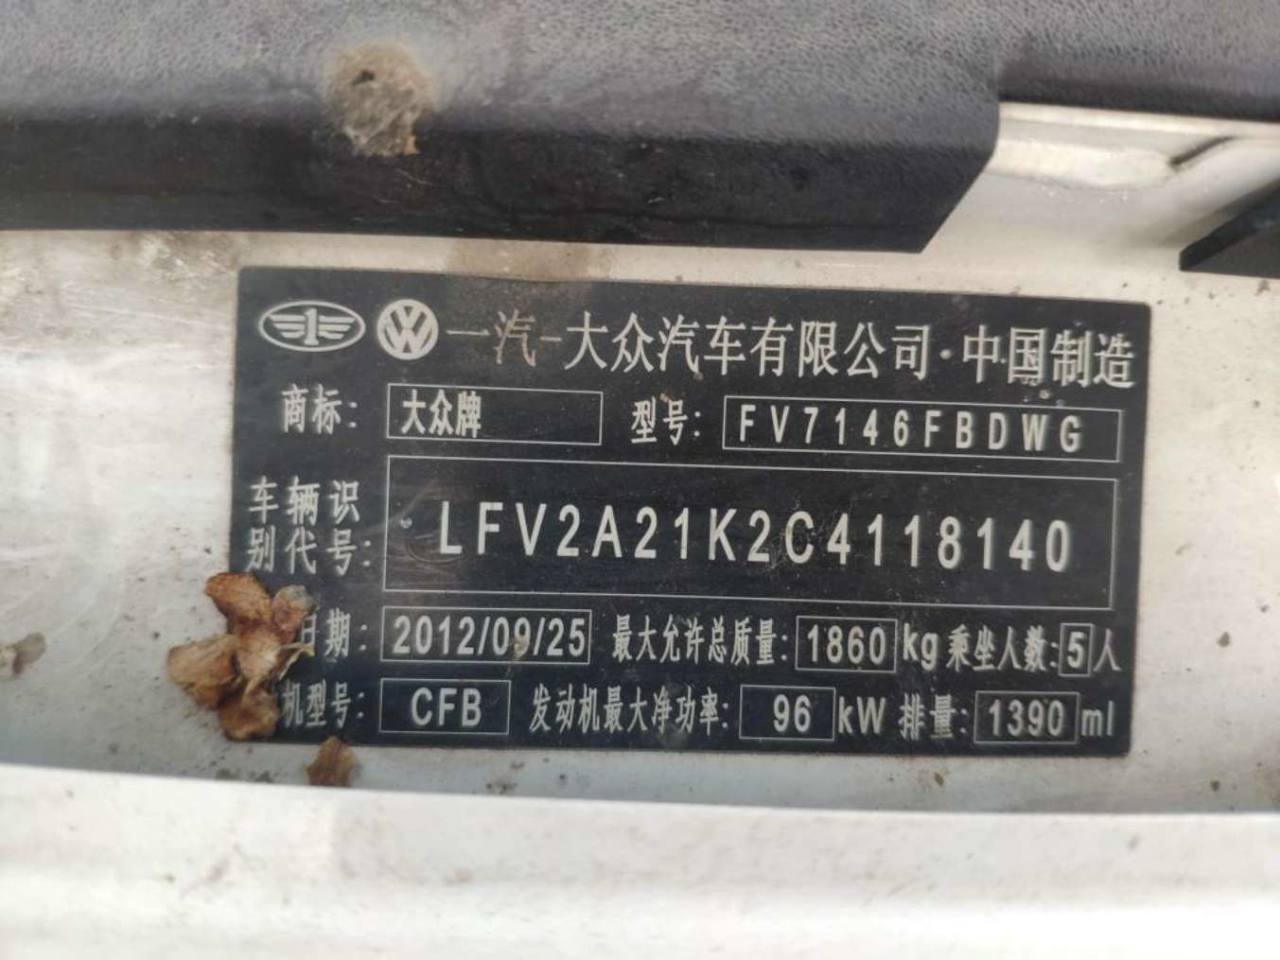 一汽-大众汽车有限公司·中国制造
商标: 大众牌 型号: FV7146FBDWG
车辆识别代号: LFV2A21K2C4118140
日期: 2012/09/25 最大允许总质量: 1860 kg 乘坐人数: 5 人
机型号: CFB 发动机最大净功率: 96 kW 排量: 1390 ml